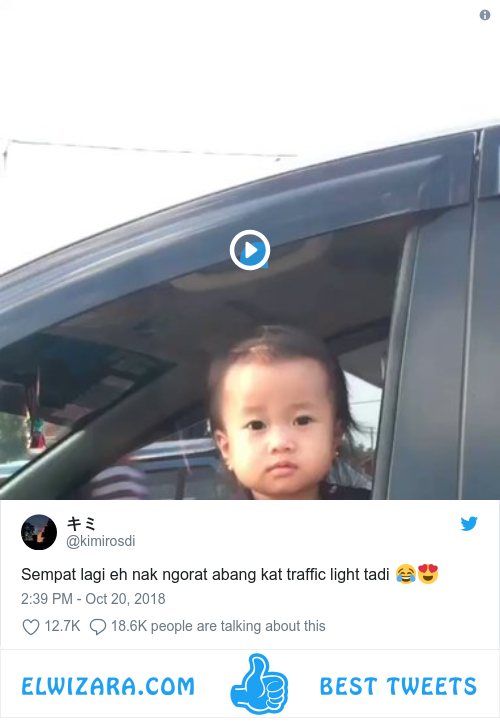 キミ
@kimirosdi
Sempat lagi eh nak ngorat abang kat traffic light tadi 😂😍
2:39 PM - Oct 20, 2018
12.7K 18.6K people are talking about this
ELWIZARA.COM BEST TWEETS